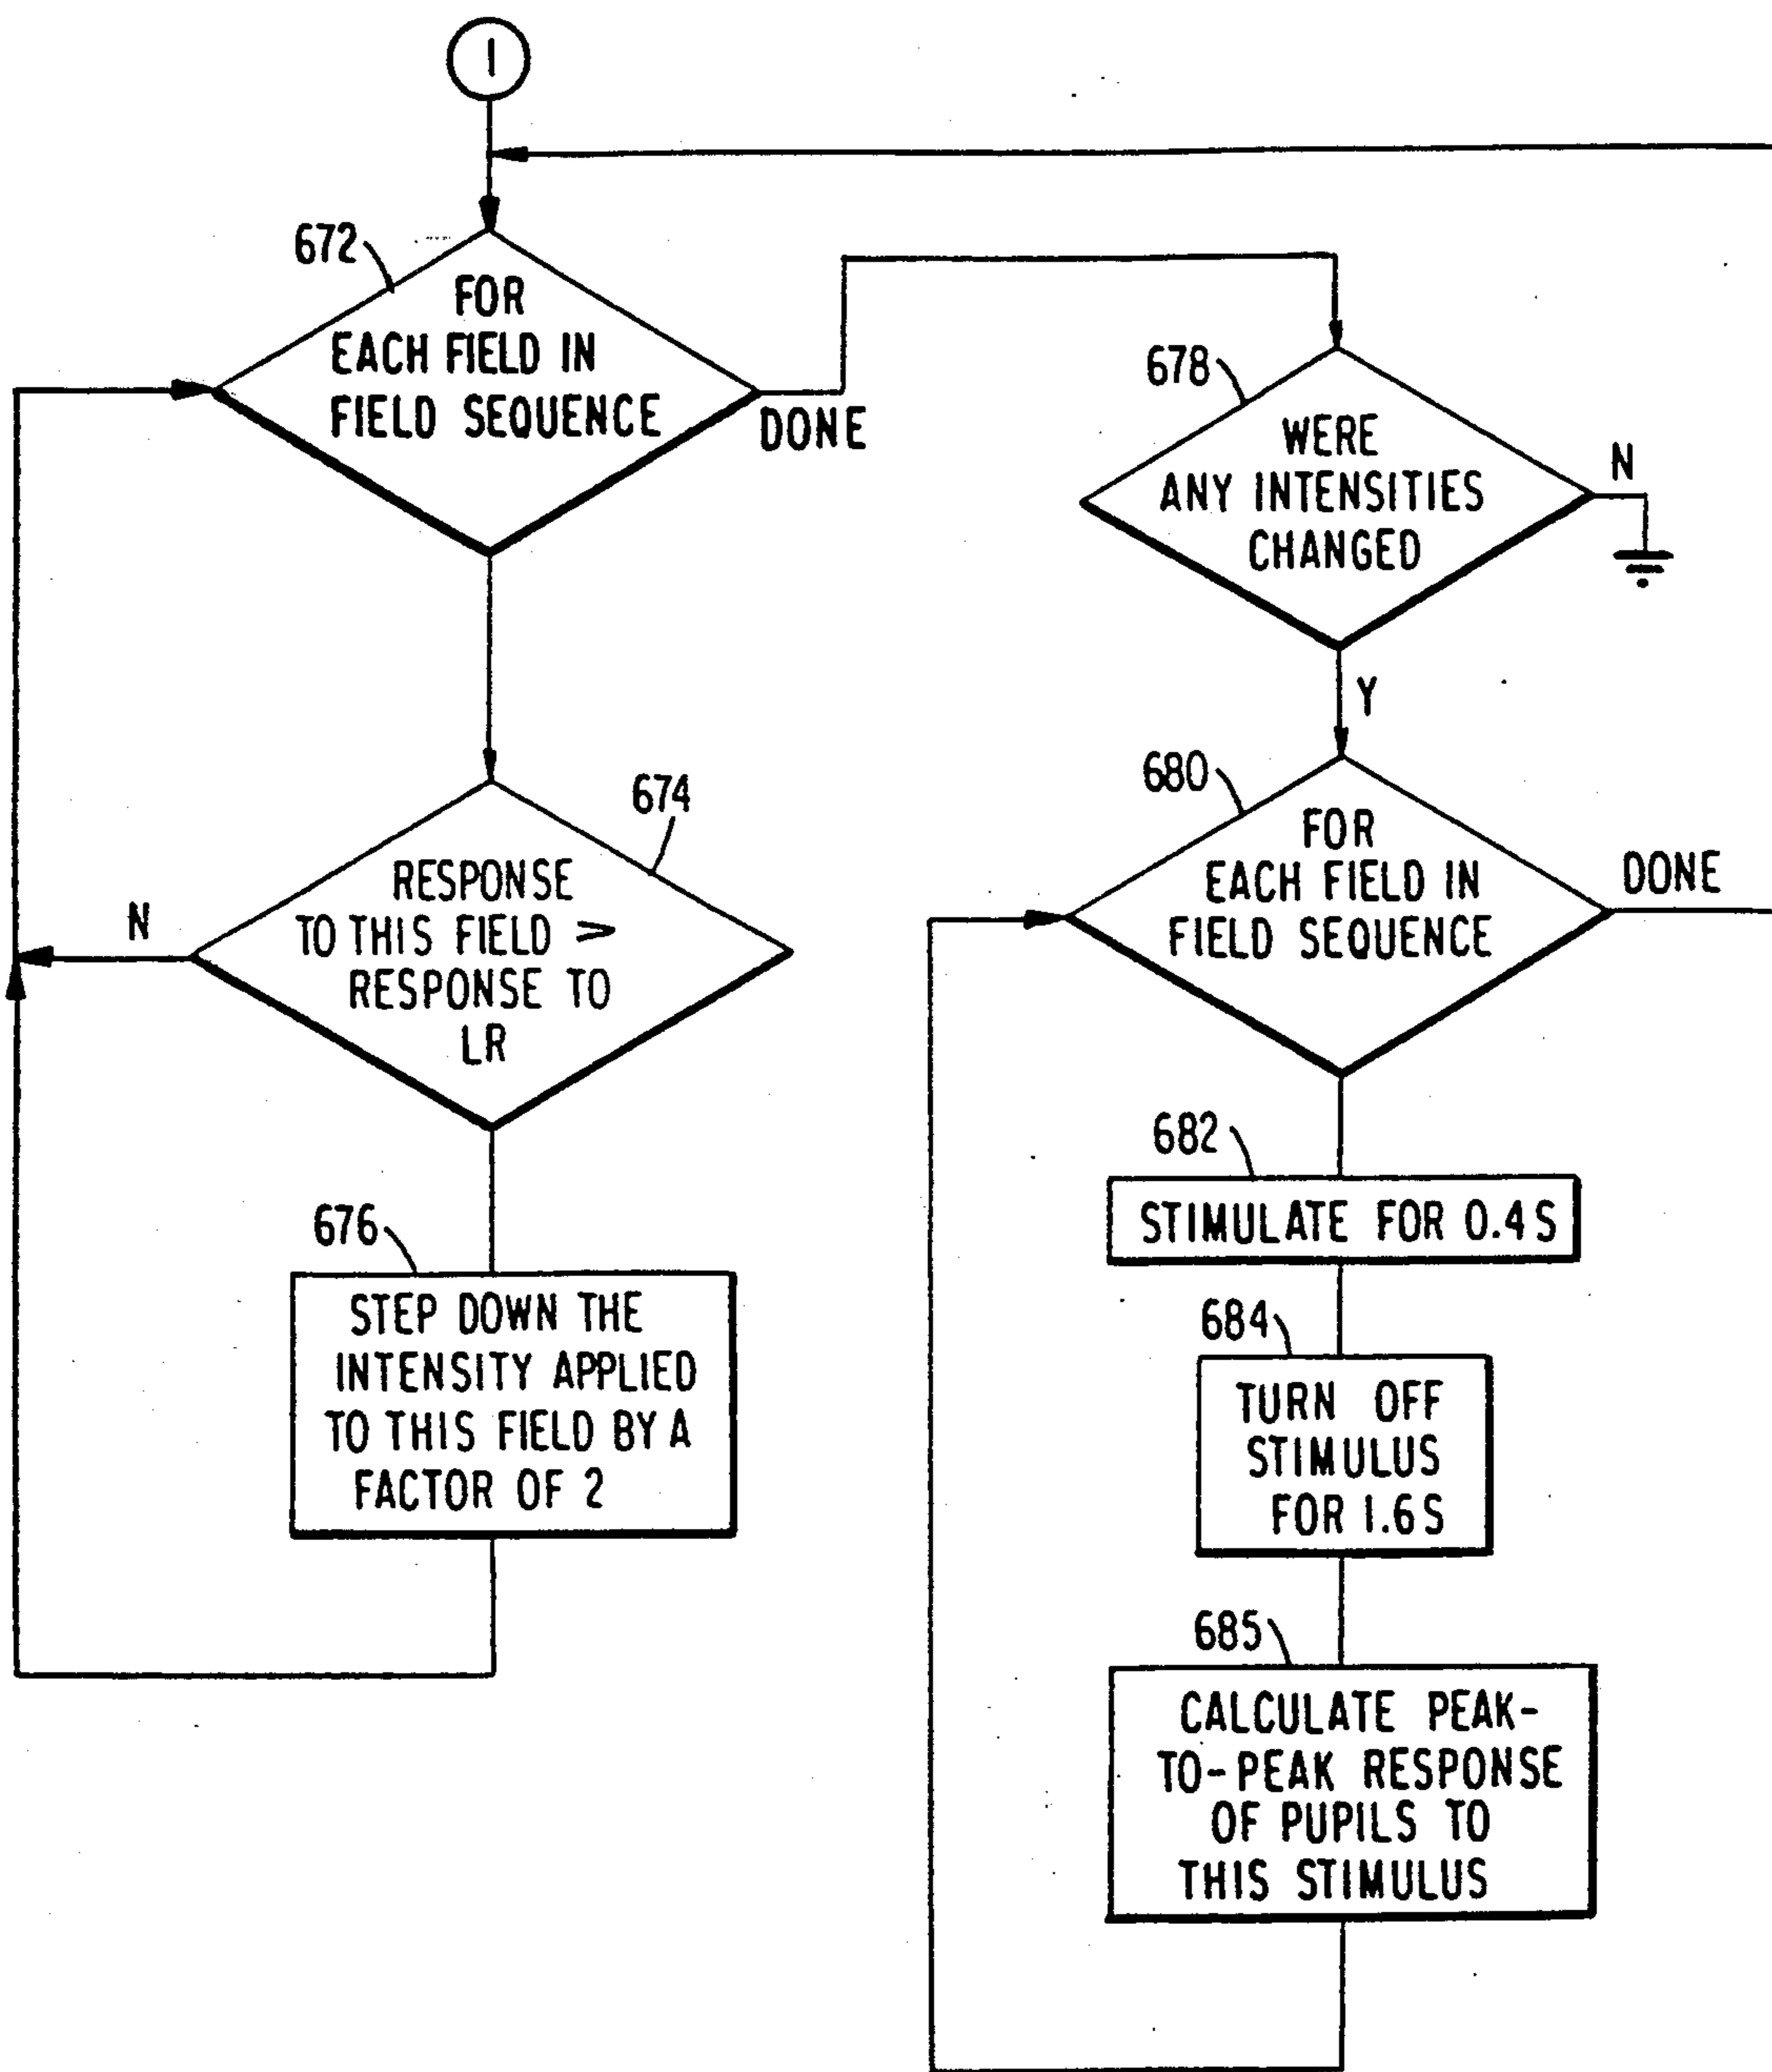 1
672
FOR
EACH FIELD IN
FIELD SEQUENCE
DONE
674
RESPONSE
TO THIS FIELD >
RESPONSE TO
LR
N
676
STEP DOWN THE
INTENSITY APPLIED
TO THIS FIELD BY A
FACTOR OF 2
678
WERE
ANY INTENSITIES
CHANGED
N
Y
680
FOR
EACH FIELD IN
FIELD SEQUENCE
DONE
682
STIMULATE FOR 0.4 S
684
TURN OFF
STIMULUS
FOR 1.6 S
685
CALCULATE PEAK-
TO-PEAK RESPONSE
OF PUPILS TO
THIS STIMULUS